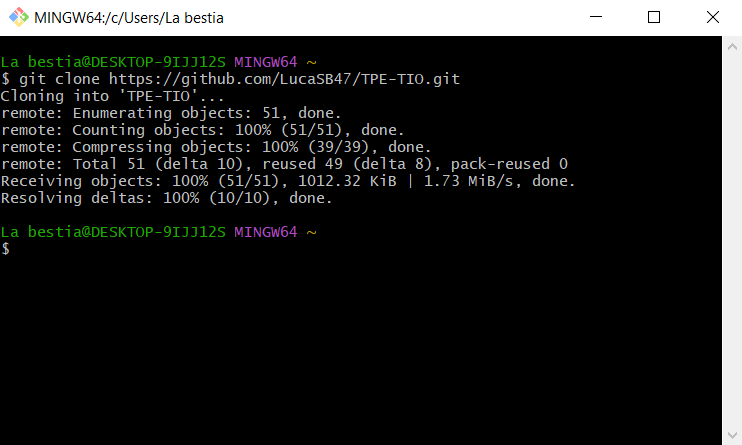 MINGW64:/c/Users/La bestia
La bestia@DESKTOP-9IJJ12S MINGW64 ~
$ git clone https://github.com/LucaSB47/TPE-TIO.git
Cloning into 'TPE-TIO'...
remote: Enumerating objects: 51, done.
remote: Counting objects: 100% (51/51), done.
remote: Compressing objects: 100% (39/39), done.
remote: Total 51 (delta 10), reused 49 (delta 8), pack-reused 0
Receiving objects: 100% (51/51), 1012.32 KiB | 1.73 MiB/s, done.
Resolving deltas: 100% (10/10), done.
La bestia@DESKTOP-9IJJ12S MINGW64 ~
$